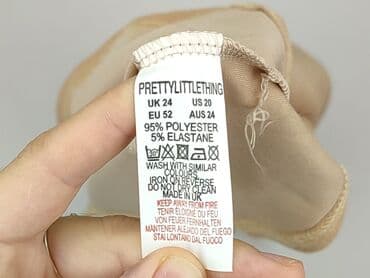 PRETTYLITTLETHING
UK 24 US 20
EU 52 AUS 24
95% POLYESTER
5% ELASTANE
WASH WITH SIMILAR
COLOURS
IRON ON REVERSE
DO NOT DRY CLEAN
MADE IN UK
KEEP AWAY FROM FIRE
TENIR ÉLOIGNÉ DU FEU
VON FEUER FERNHALTEN
MANTENER ALEJADO DEL FUEGO
STAI LONTANO DAL FUOCO